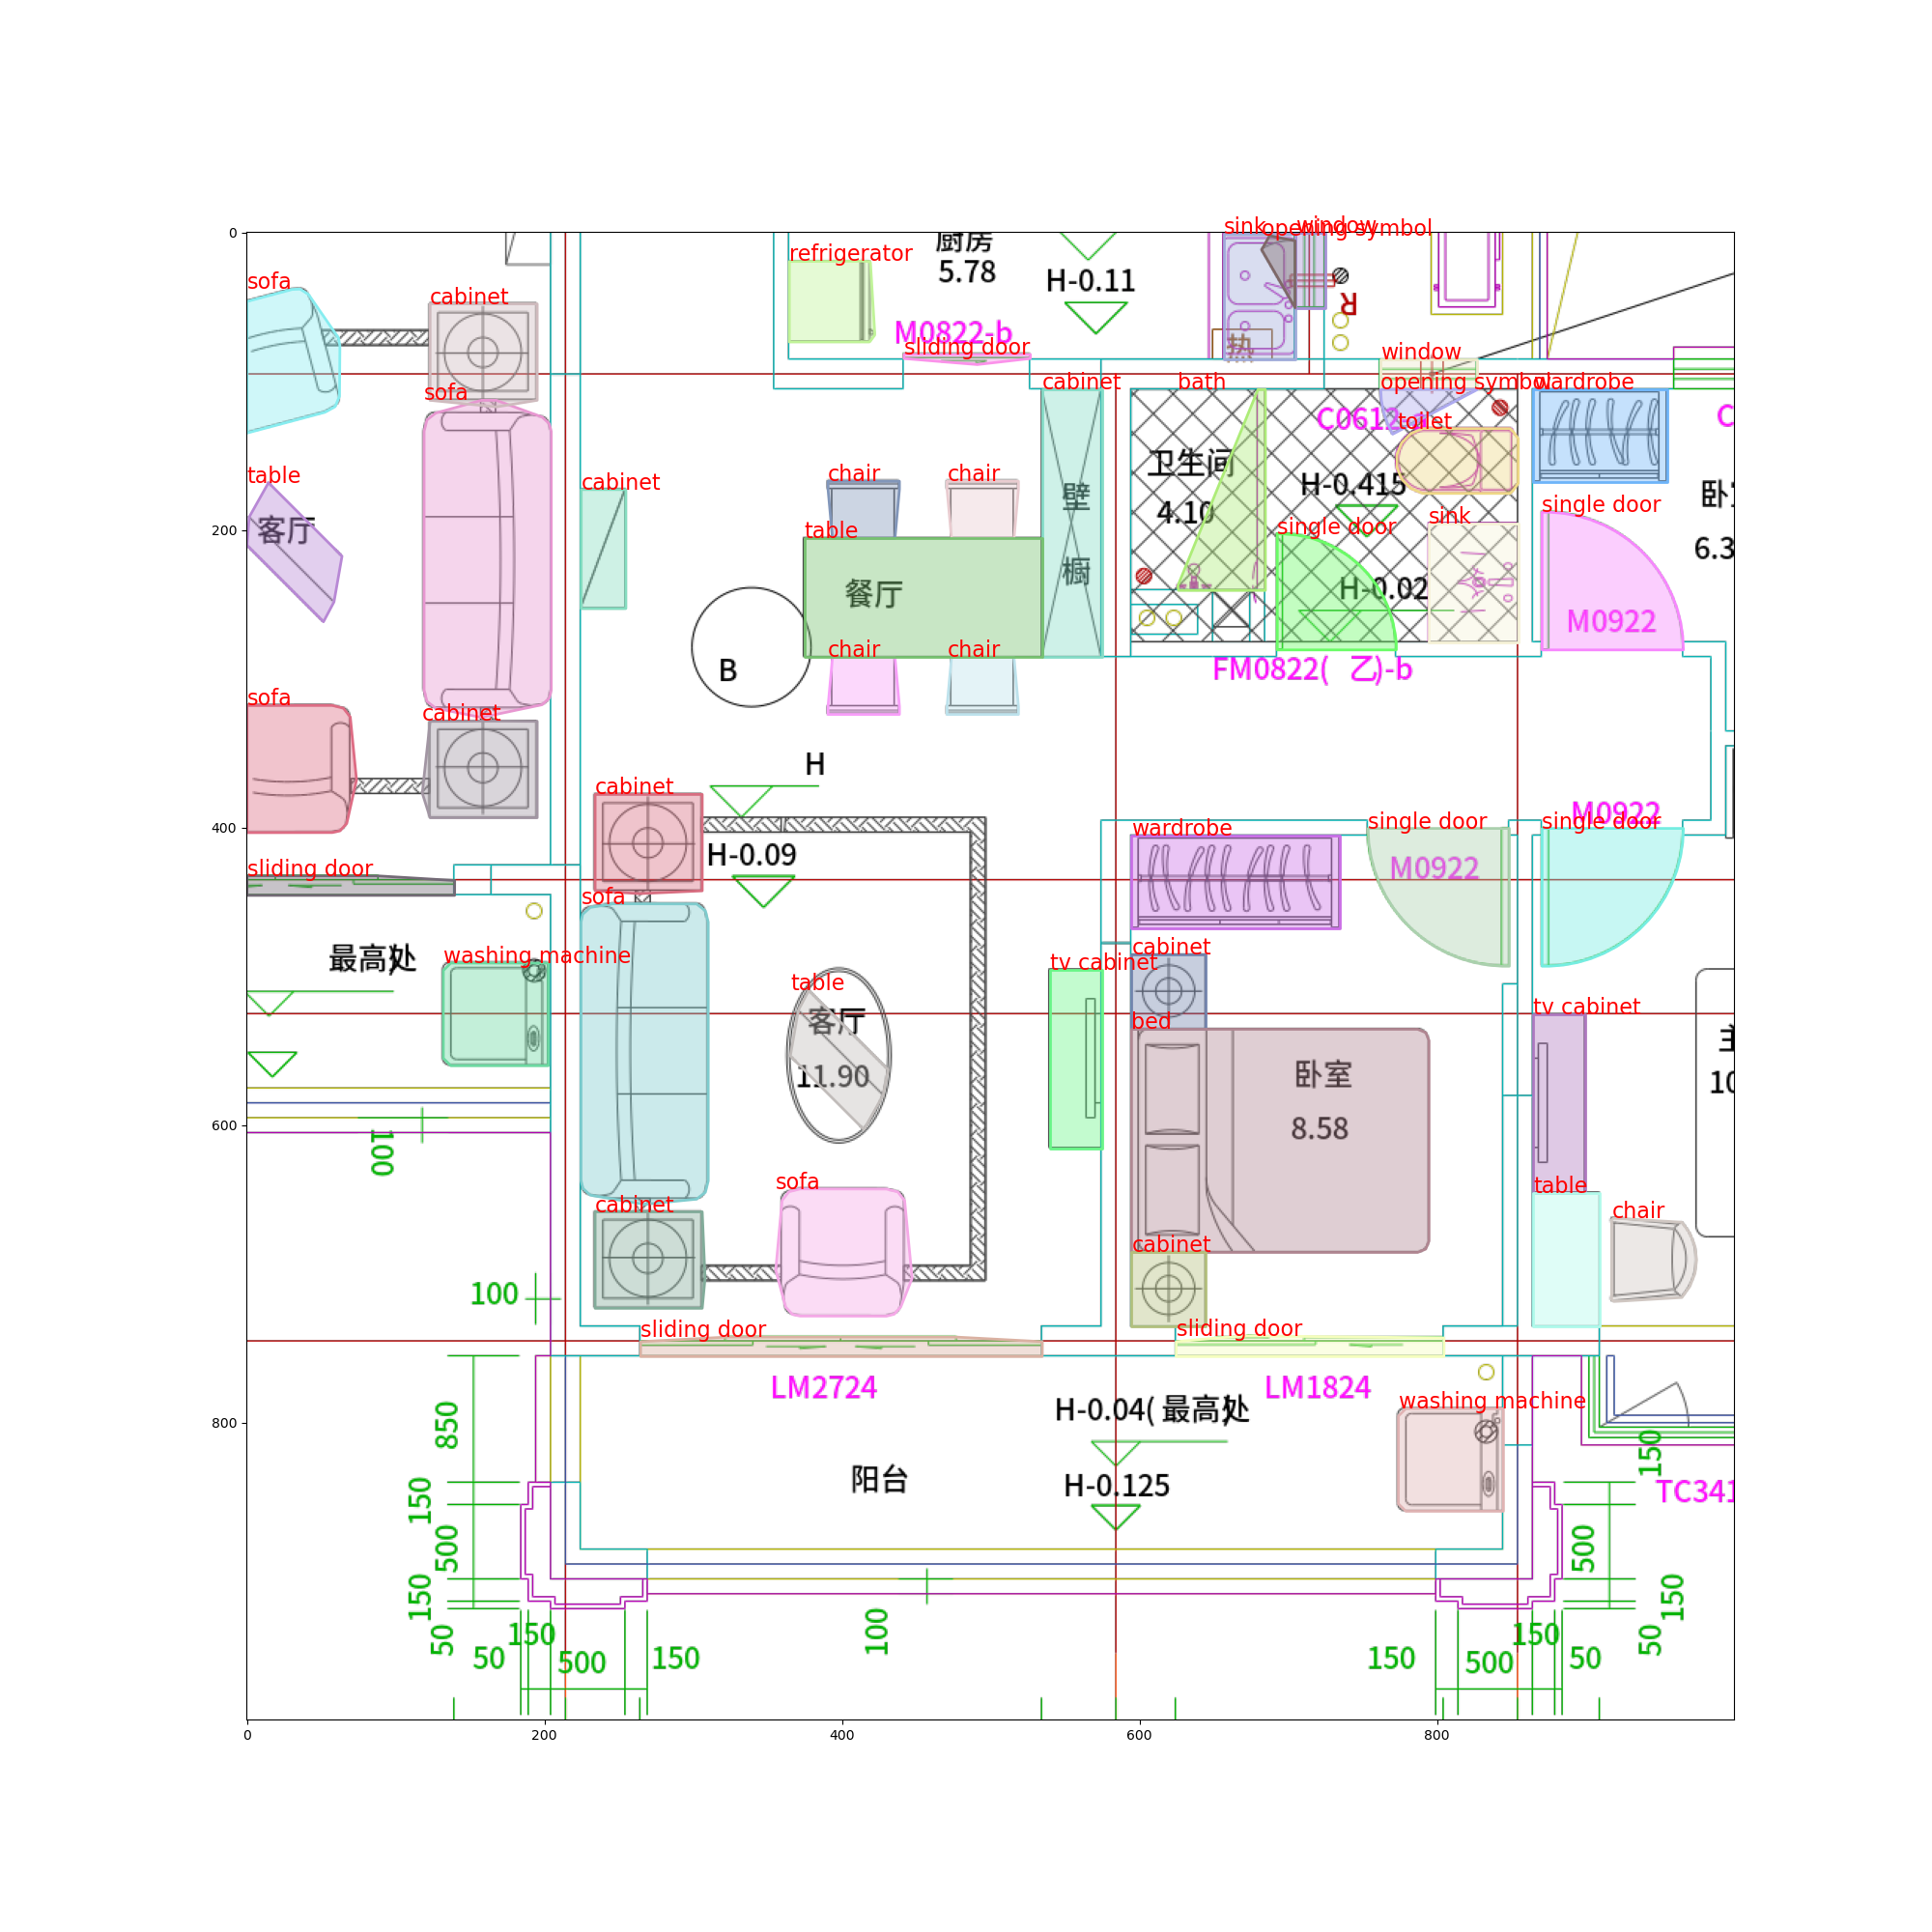 sink opening symbol window
厨房
5.78
H-0.11
refrigerator
M0822-b
sliding door
热
R
window
sofa
cabinet
sofa
cabinet
bath
opening symbol
wardrobe
C0612
toilet
卫生间
4.10
H-0.415
single door
sink
H-0.02
single door
M0922
6.3
table
客厅
cabinet
chair
chair
table
壁
橱
餐厅
chair
chair
B
FM0822( 乙)-b
sofa
cabinet
H
cabinet
H-0.09
wardrobe
single door
M0922
M0922
single door
sliding door
sofa
最高处
washing machine
table
客厅
11.90
tv cabinet
cabinet
bed
卧室
8.58
tv cabinet
主
10
table
chair
100
sofa
cabinet
cabinet
100
sliding door
sliding door
LM2724
LM1824
H-0.04( 最高处
washing machine
阳台
H-0.125
TC341
850
150
500
150
50
50
150
500
150
100
150
500
150
50
50
150
500
150
0
200
400
600
800
0
200
400
600
800